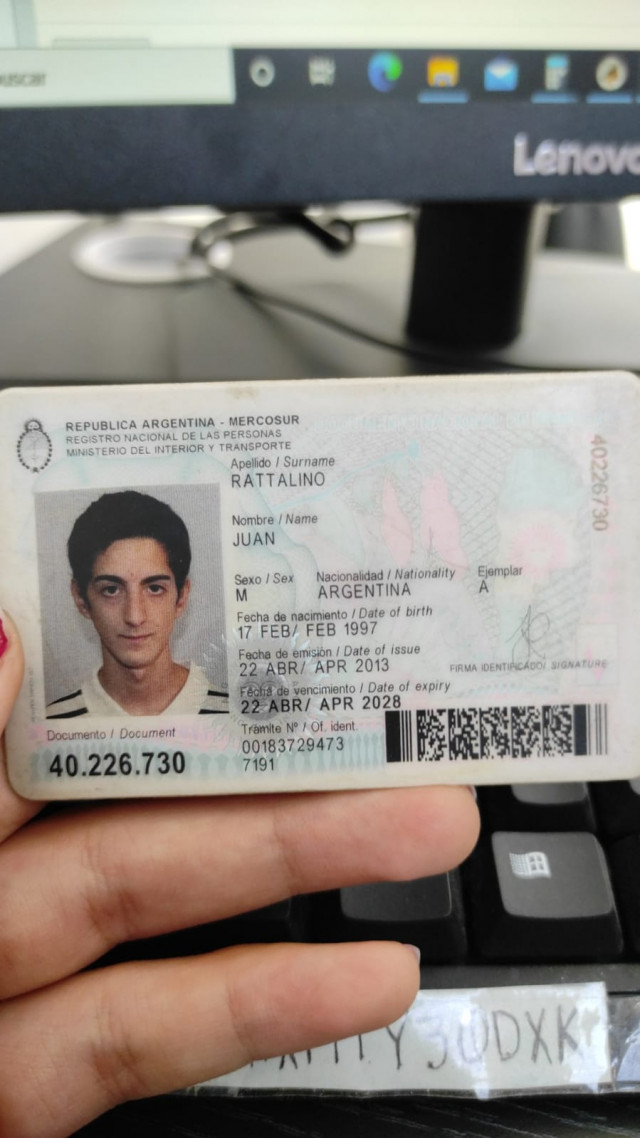 uscar
Lenovo
REPUBLICA ARGENTINA - MERCOSUR
REGISTRO NACIONAL DE LAS PERSONAS
MINISTERIO DEL INTERIOR Y TRANSPORTE
Apellido / Surname
RATTALINO
Nombre / Name
JUAN
Sexo / Sex Nacionalidad / Nationality Ejemplar
M ARGENTINA A
Fecha de nacimiento / Date of birth
17 FEB/ FEB 1997
Fecha de emisión / Date of issue
22 ABR/ APR 2013
FIRMA IDENTIFICADO/ SIGNATURE
Fecha de vencimiento / Date of expiry
22 ABR/ APR 2028
Documento / Document
40.226.730
Trámite Nº / Of. ident.
00183729473
7191
40226730